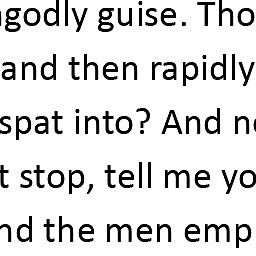 ngodly guise. Tho
and then rapidly
spat into? And n
t stop, tell me yo
nd the men emp